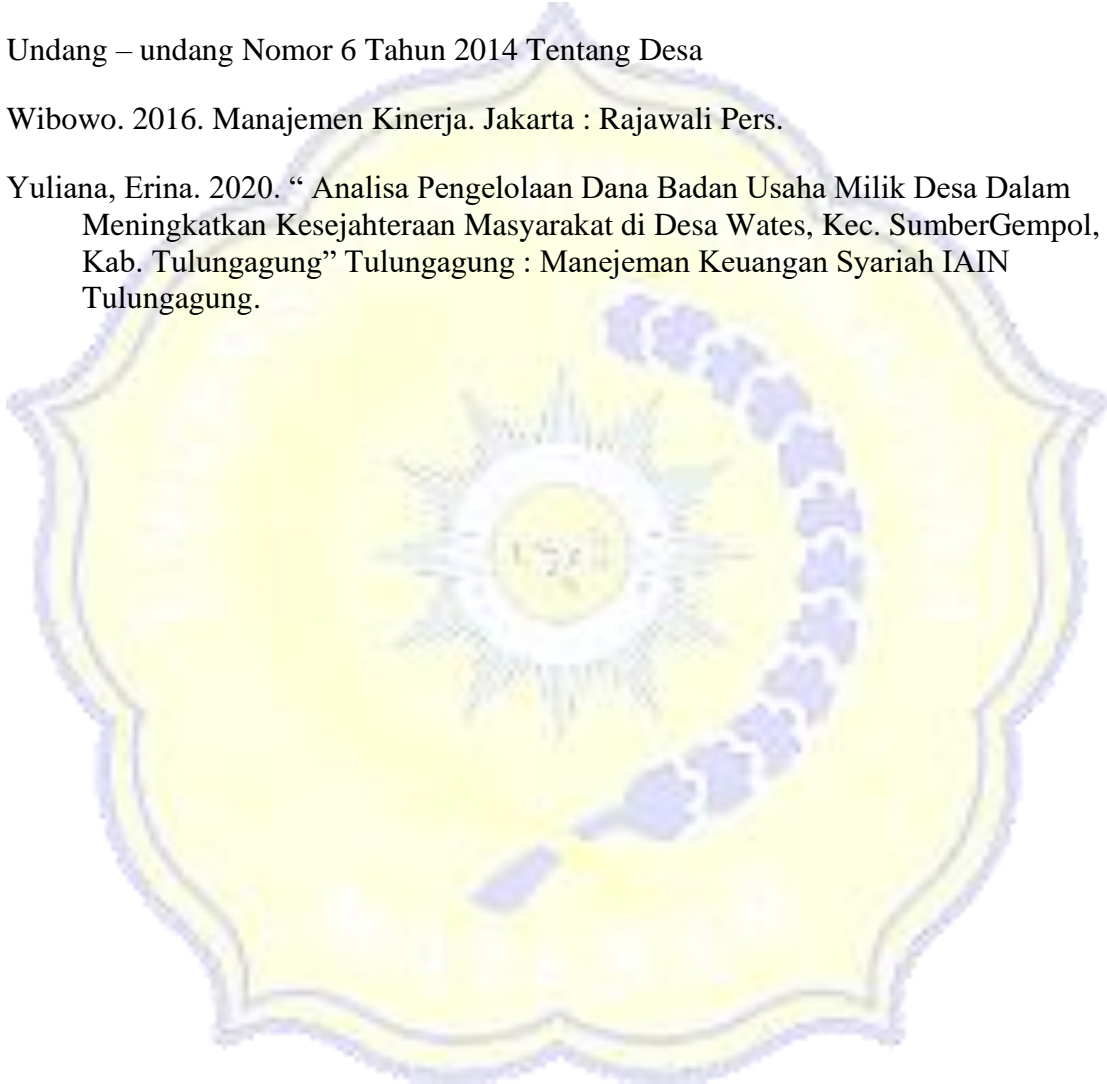 Undang – undang Nomor 6 Tahun 2014 Tentang Desa
Wibowo. 2016. Manajemen Kinerja. Jakarta : Rajawali Pers.
Yuliana, Erina. 2020. “ Analisa Pengelolaan Dana Badan Usaha Milik Desa Dalam
Meningkatkan Kesejahteraan Masyarakat di Desa Wates, Kec. SumberGempol,
Kab. Tulungagung” Tulungagung : Manejeman Keuangan Syariah IAIN
Tulungagung.